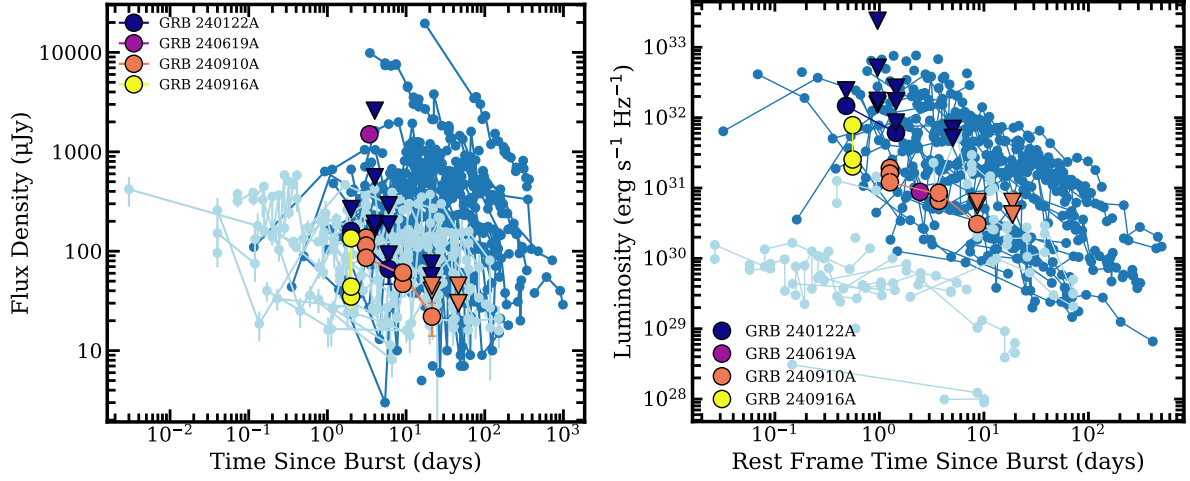 GRB 240122A
GRB 240619A
GRB 240910A
GRB 240916A
10000
1000
100
10
Flux Density (μJy)
10⁻² 10⁻¹ 10⁰ 10¹ 10² 10³
Time Since Burst (days)
10³³
10³²
10³¹
10³⁰
10²⁹
10²⁸
Luminosity (erg s⁻¹ Hz⁻¹)
GRB 240122A
GRB 240619A
GRB 240910A
GRB 240916A
10⁻¹ 10⁰ 10¹ 10²
Rest Frame Time Since Burst (days)